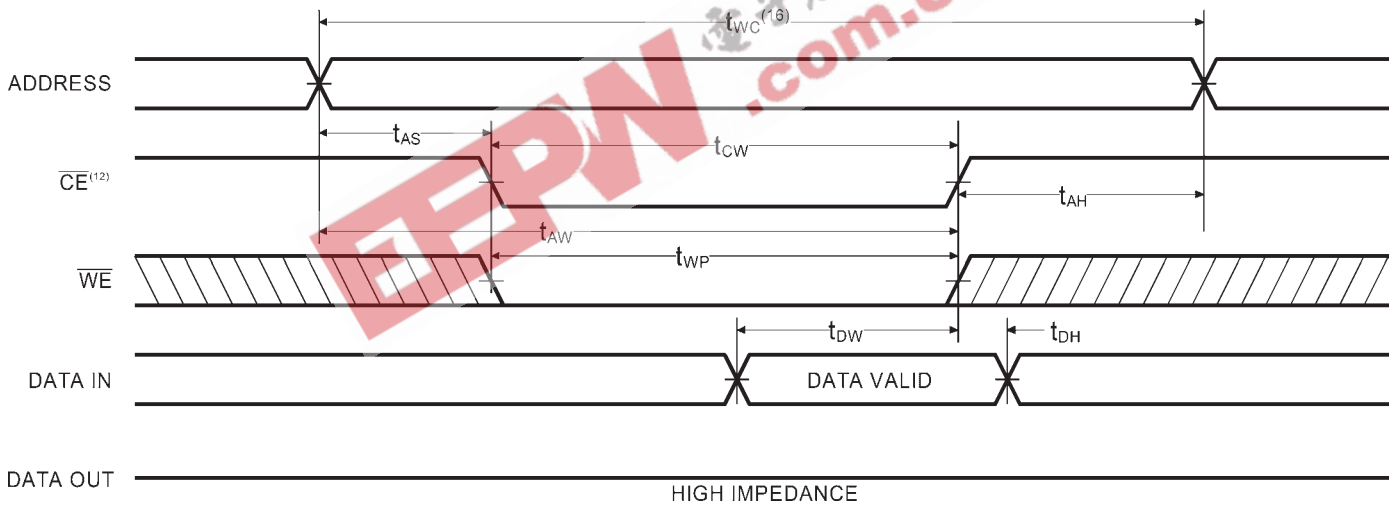 tWC(16)
ADDRESS
tAS
tCW
CE(12)
tAH
tAW
WE
tWP
tDW
tDH
DATA IN
DATA VALID
DATA OUT
HIGH IMPEDANCE
EEPW
.com.c